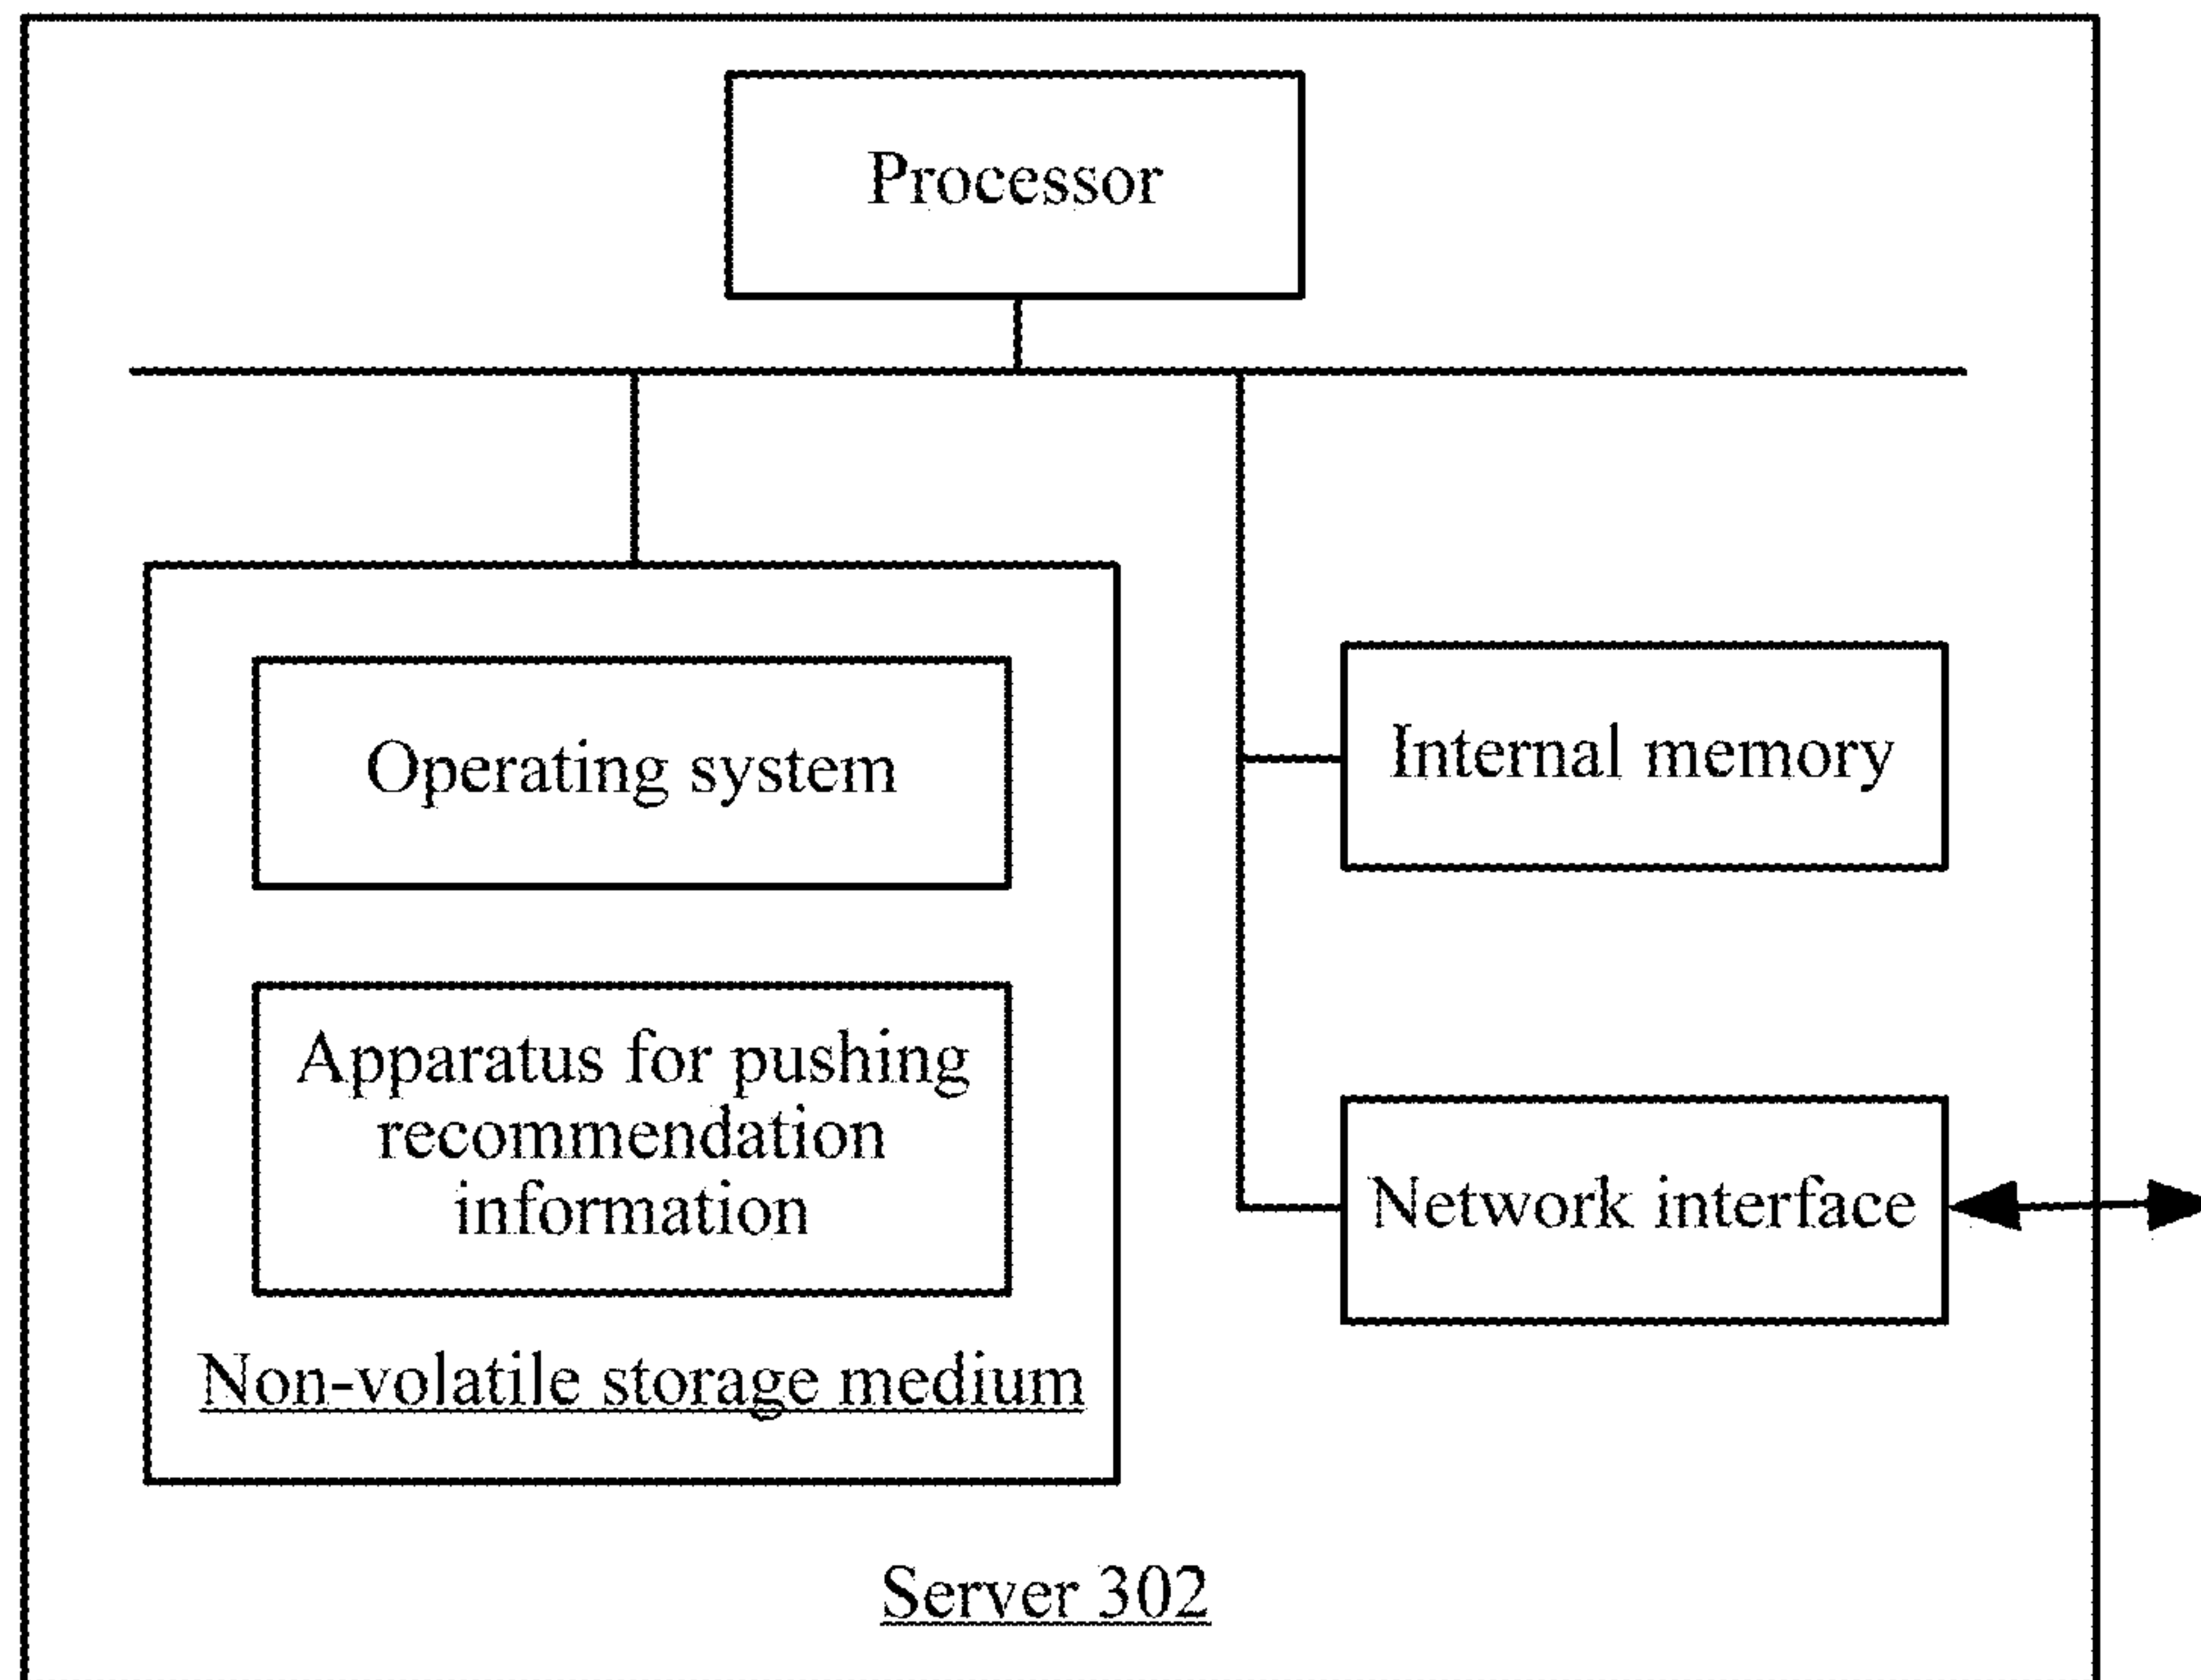 Processor
Operating system
Internal memory
Apparatus for pushing
recommendation
information
Network interface
Non-volatile storage medium
Server 302